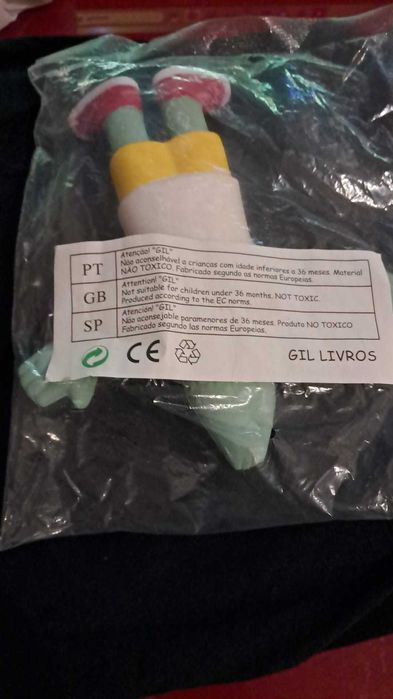 PT
Atenção! "GIL"
Não aconselhável a crianças com idade inferiores a 36 meses. Material
NÃO TOXICO. Fabricado segundo as normas Europeias.
GB
Attention! "GIL"
Not suitable for children under 36 months. NOT TOXIC.
Produced according to the EC norms.
SP
Atención! "GIL"
Não aconsejable paramenores de 36 meses. Produto NO TOXICO
Fabricado segundo las normas Europeias.
CE
GIL LIVROS